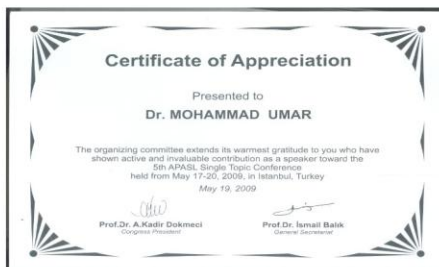 Certificate of Appreciation
Presented to
Dr. MOHAMMAD UMAR
The organizing committee extends its warmest gratitude to you who have
shown active and invaluable contribution as a speaker toward the
5th APASL Single Topic Conference
held from May 17-20, 2009, in Istanbul, Turkey
May 19, 2009
Prof.Dr. A.Kadir Dokmeci Prof.Dr. İsmail Balık
Congress President General Secretariat